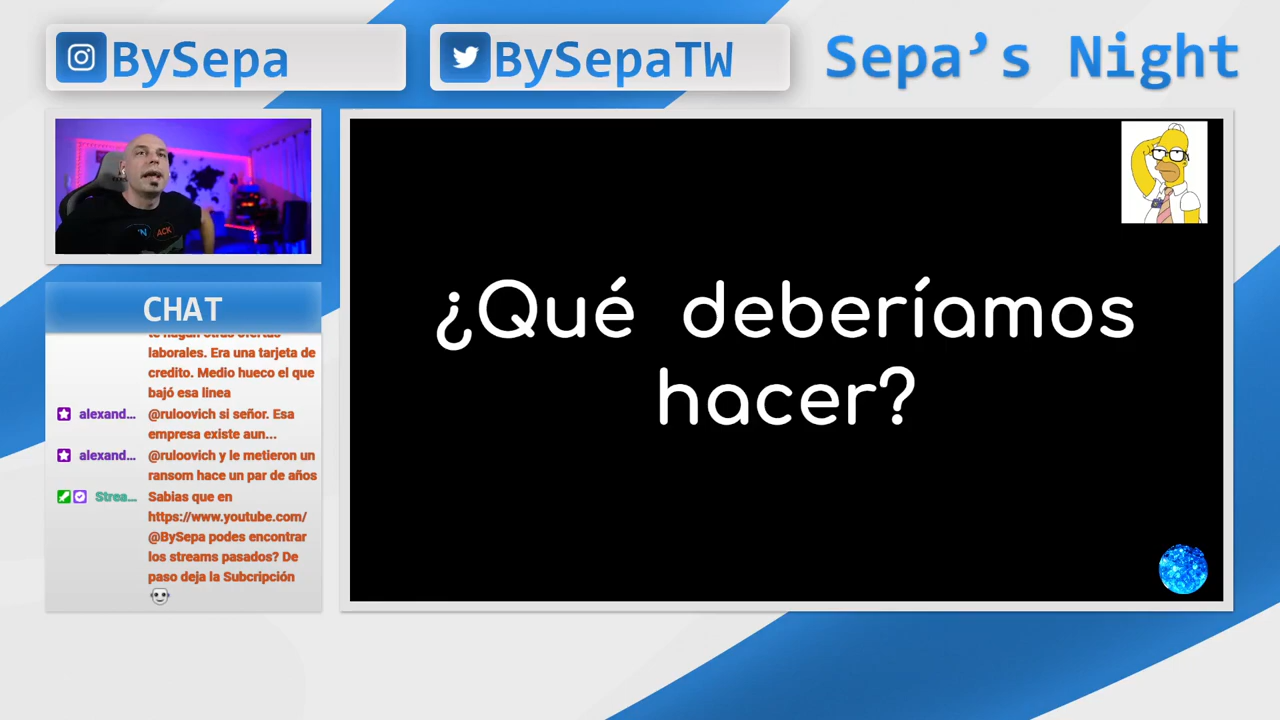 BySepa
BySepaTW
Sepa’s Night
CHAT
laborales. Era una tarjeta de
credito. Medio hueco el que
bajó esa linea
alexand... @ruloovich si señor. Esa
empresa existe aun...
alexand... @ruloovich y le metieron un
ransom hace un par de años
Strea... Sabias que en
https://www.youtube.com/
@BySepa podes encontrar
los streams pasados? De
paso deja la Subcripción
¿Qué deberíamos
hacer?